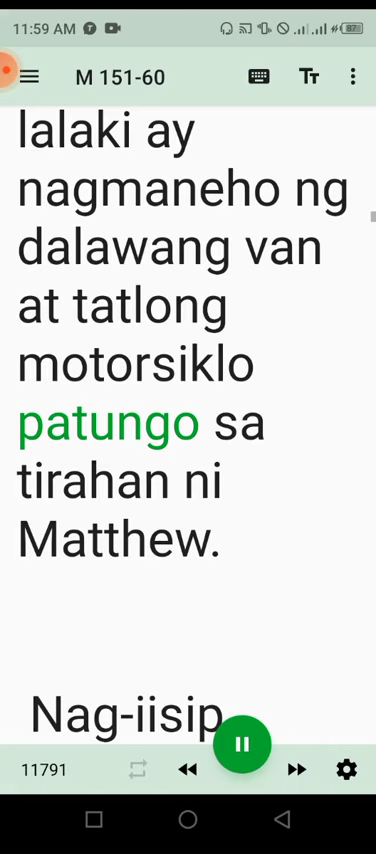 11:59 AM
87
M 151-60
lalaki ay
nagmaneho ng
dalawang van
at tatlong
motorsiklo
patungo sa
tirahan ni
Matthew.
Nag-iisip
11791